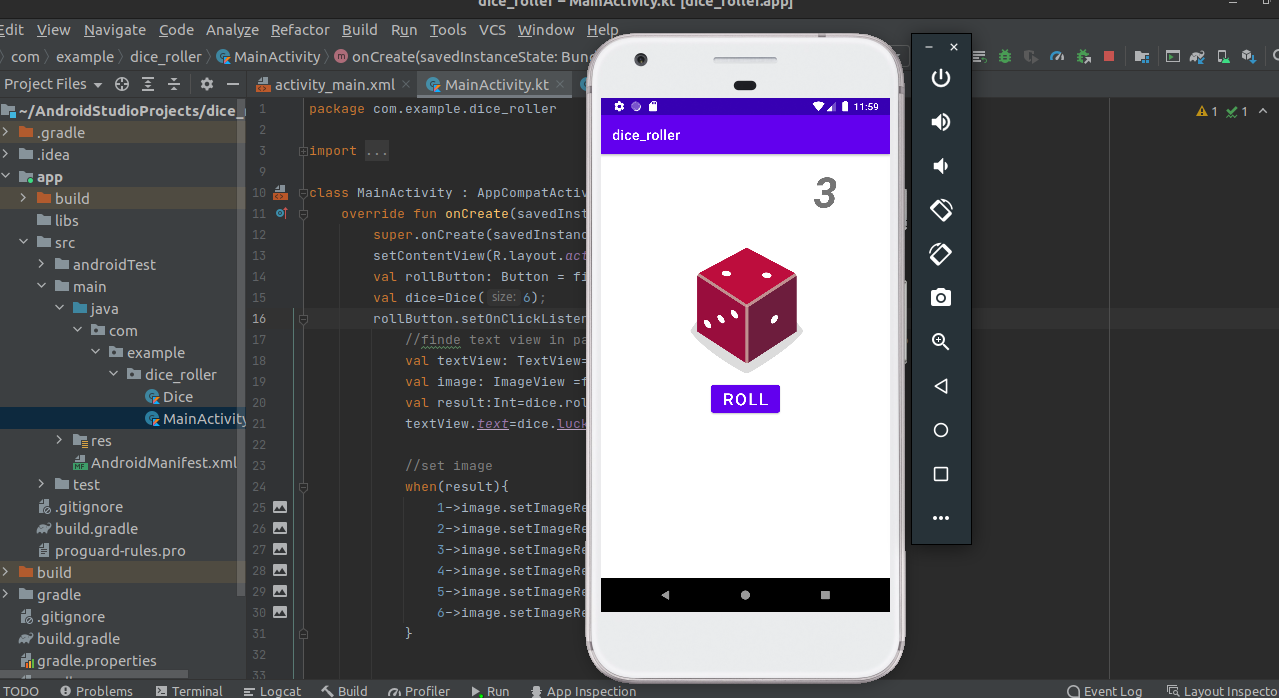 dice_roller – MainActivity.kt [dice_roller.app]
Edit View Navigate Code Analyze Refactor Build Run Tools VCS Window Help
com example dice_roller MainActivity onCreate(savedInstanceState: Bun
Project Files
activity_main.xml MainActivity.kt
~/AndroidStudioProjects/dice_
.gradle
.idea
app
build
libs
src
androidTest
main
java
com
example
dice_roller
Dice
MainActivity
res
AndroidManifest.xml
test
.gitignore
build.gradle
proguard-rules.pro
build
gradle
.gitignore
build.gradle
gradle.properties
1 package com.example.dice_roller
2
3 import ...
9
10 class MainActivity : AppCompatActiv
11 override fun onCreate(savedInst
12 super.onCreate(savedInstanc
13 setContentView(R.layout.act
14 val rollButton: Button = fi
15 val dice=Dice( size: 6);
16 rollButton.setOnClickListen
17 //finde text view in pa
18 val textView: TextView=
19 val image: ImageView =f
20 val result:Int=dice.rol
21 textView.text=dice.luck
22
23 //set image
24 when(result){
25 1->image.setImageRe
26 2->image.setImageRe
27 3->image.setImageRe
28 4->image.setImageRe
29 5->image.setImageRe
30 6->image.setImageRe
31 }
32
33
1 1
11:59
dice_roller
3
ROLL
TODO Problems Terminal Logcat Build Profiler Run App Inspection Event Log Layout Inspecto